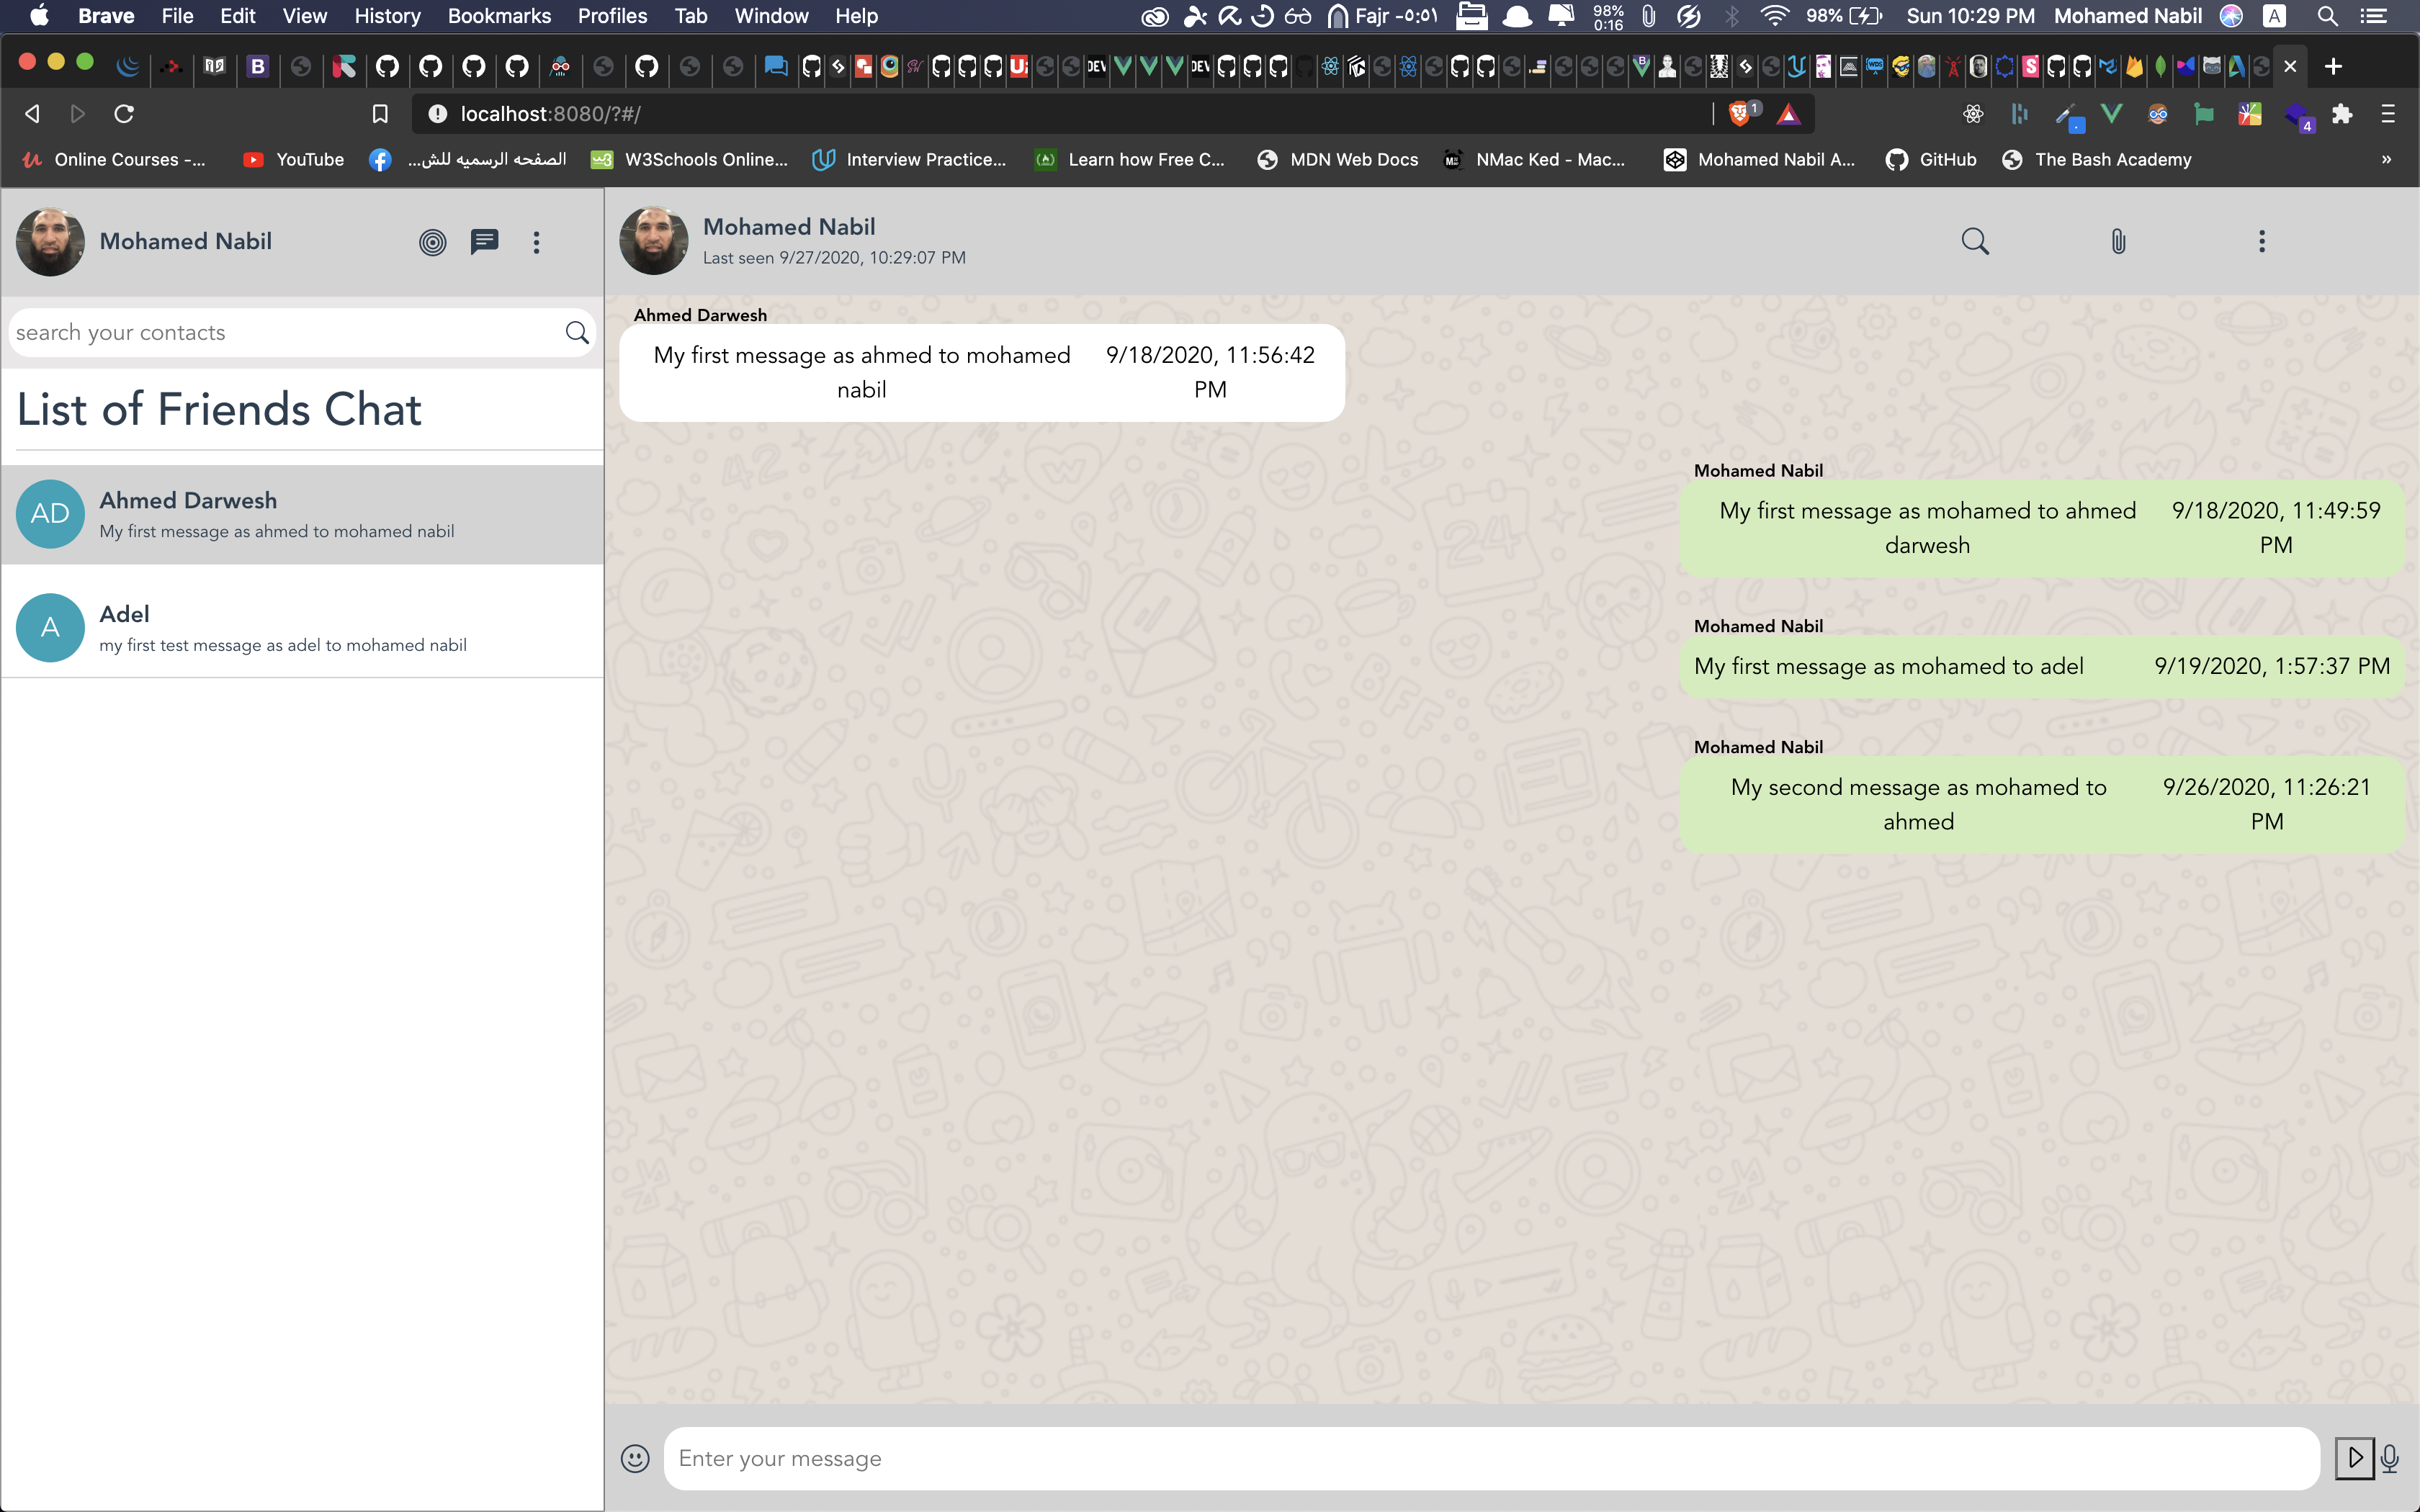 Brave File Edit View History Bookmarks Profiles Tab Window Help Fajr -٥:٥١ 98% 0:16 98% Sun 10:29 PM Mohamed Nabil A
localhost:8080/?#/ 1 4
Online Courses -... YouTube الصفحه الرسميه للش... W3Schools Online... Interview Practice... Learn how Free C... MDN Web Docs NMac Ked - Mac... Mohamed Nabil A... GitHub The Bash Academy »
Mohamed Nabil
search your contacts
List of Friends Chat
AD Ahmed Darwesh
My first message as ahmed to mohamed nabil
A Adel
my first test message as adel to mohamed nabil
Mohamed Nabil
Last seen 9/27/2020, 10:29:07 PM
Ahmed Darwesh
My first message as ahmed to mohamed 9/18/2020, 11:56:42
nabil PM
Mohamed Nabil
My first message as mohamed to ahmed 9/18/2020, 11:49:59
darwesh PM
Mohamed Nabil
My first message as mohamed to adel 9/19/2020, 1:57:37 PM
Mohamed Nabil
My second message as mohamed to 9/26/2020, 11:26:21
ahmed PM
Enter your message